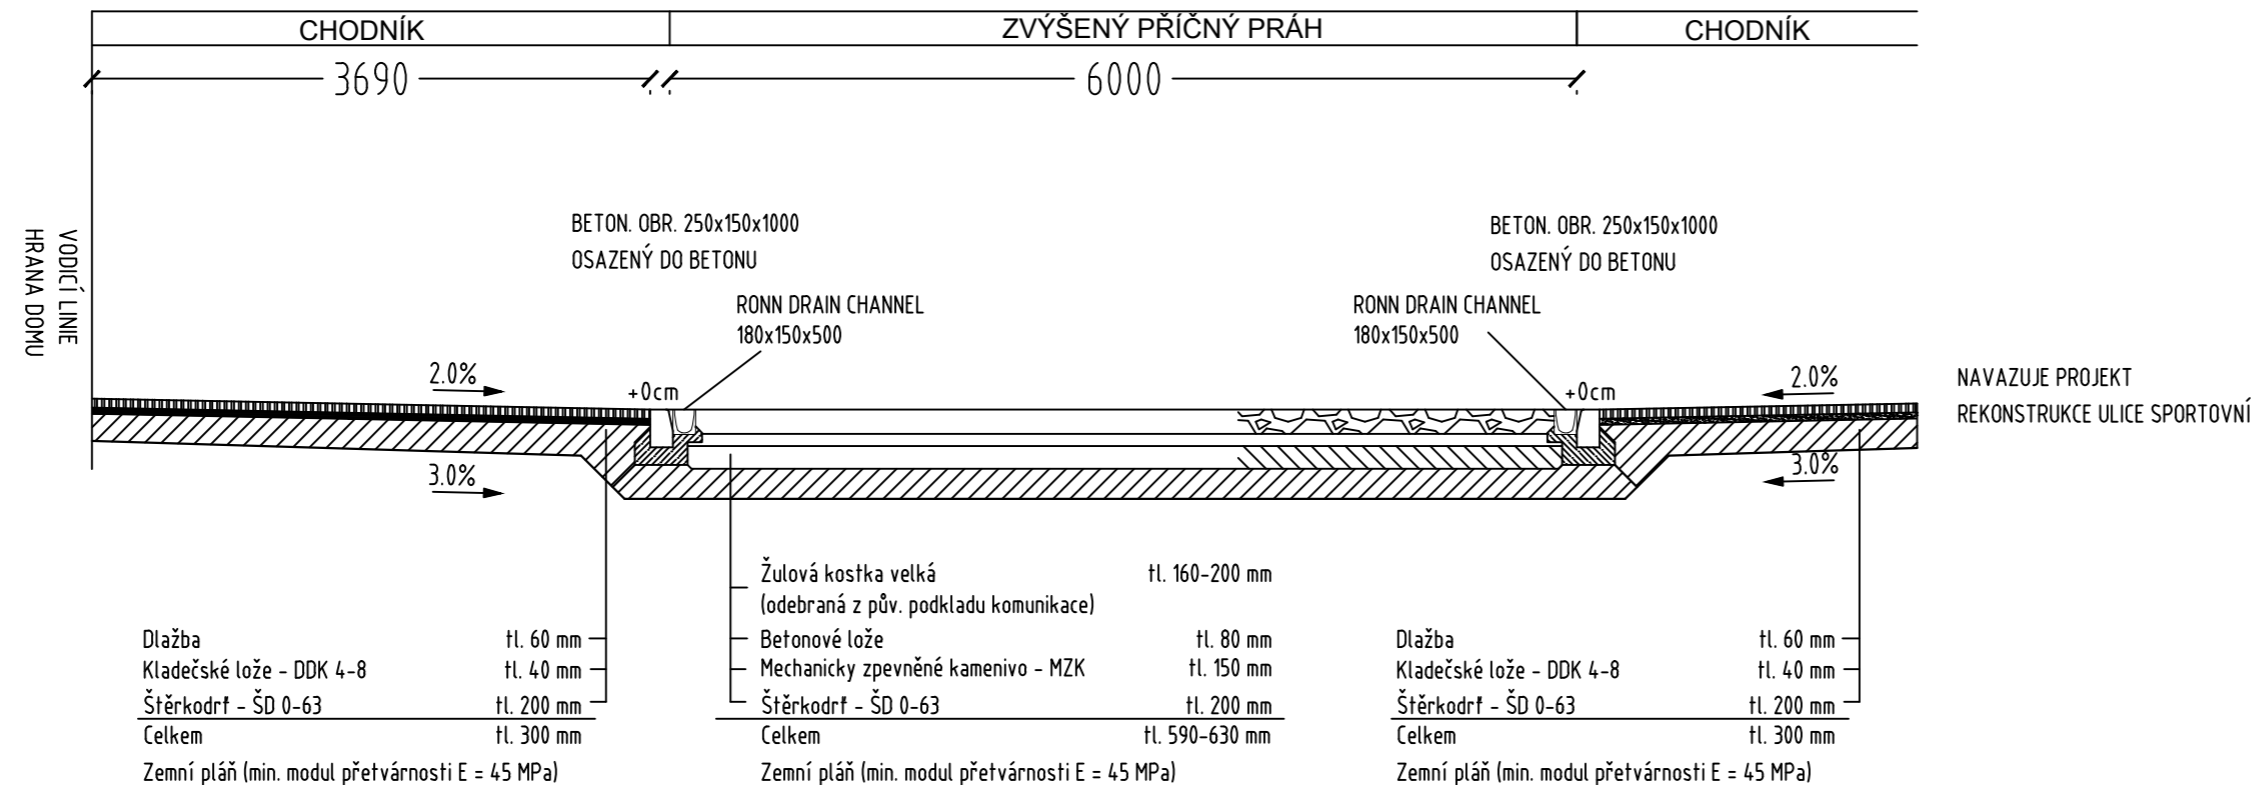 CHODNÍK ZVÝŠENÝ PŘÍČNÝ PRÁH CHODNÍK
3690 6000
VODICÍ LINIE
HRANA DOMU
BETON. OBR. 250x150x1000
OSAZENÝ DO BETONU
RONN DRAIN CHANNEL
180x150x500
BETON. OBR. 250x150x1000
OSAZENÝ DO BETONU
RONN DRAIN CHANNEL
180x150x500
2.0%
+0cm
+0cm
2.0%
3.0%
3.0%
NAVAZUJE PROJEKT
REKONSTRUKCE ULICE SPORTOVNÍ
Dlažba tl. 60 mm
Kladečské lože - DDK 4-8 tl. 40 mm
Štěrkodrť - ŠD 0-63 tl. 200 mm
Celkem tl. 300 mm
Zemní pláň (min. modul přetvárnosti E = 45 MPa)
Žulová kostka velká tl. 160-200 mm
(odebraná z pův. podkladu komunikace)
Betonové lože tl. 80 mm
Mechanicky zpevněné kamenivo - MZK tl. 150 mm
Štěrkodrť - ŠD 0-63 tl. 200 mm
Celkem tl. 590-630 mm
Zemní pláň (min. modul přetvárnosti E = 45 MPa)
Dlažba tl. 60 mm
Kladečské lože - DDK 4-8 tl. 40 mm
Štěrkodrť - ŠD 0-63 tl. 200 mm
Celkem tl. 300 mm
Zemní pláň (min. modul přetvárnosti E = 45 MPa)